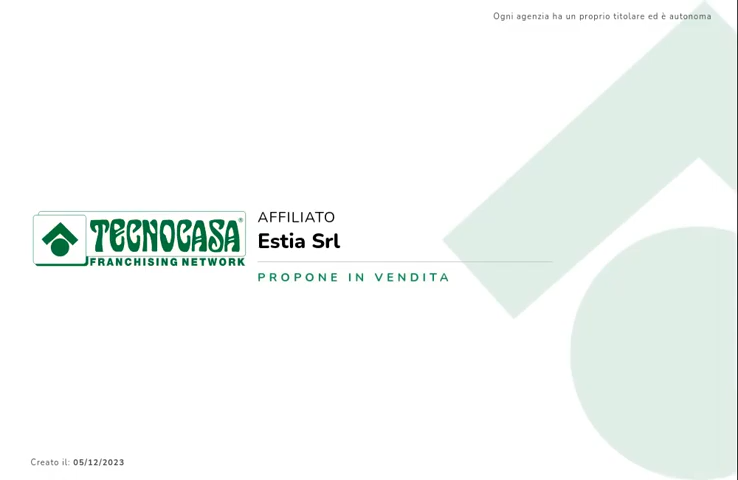 Ogni agenzia ha un proprio titolare ed è autonoma
AFFILIATO
TECNOCASA®
Estia Srl
FRANCHISING NETWORK
PROPONE IN VENDITA
Creato il: 05/12/2023